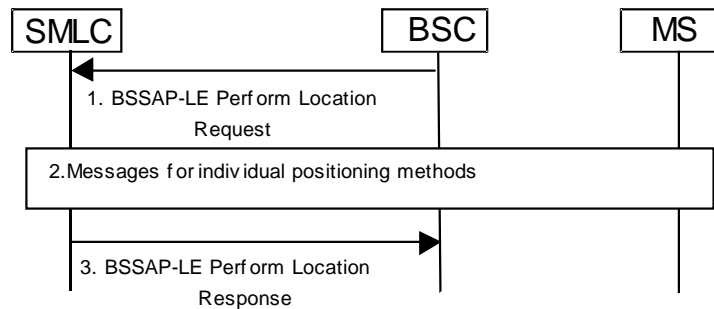 SMLC
BSC
MS
1. BSSAP-LE Perform Location
Request
2.Messages for individual positioning methods
3. BSSAP-LE Perform Location
Response